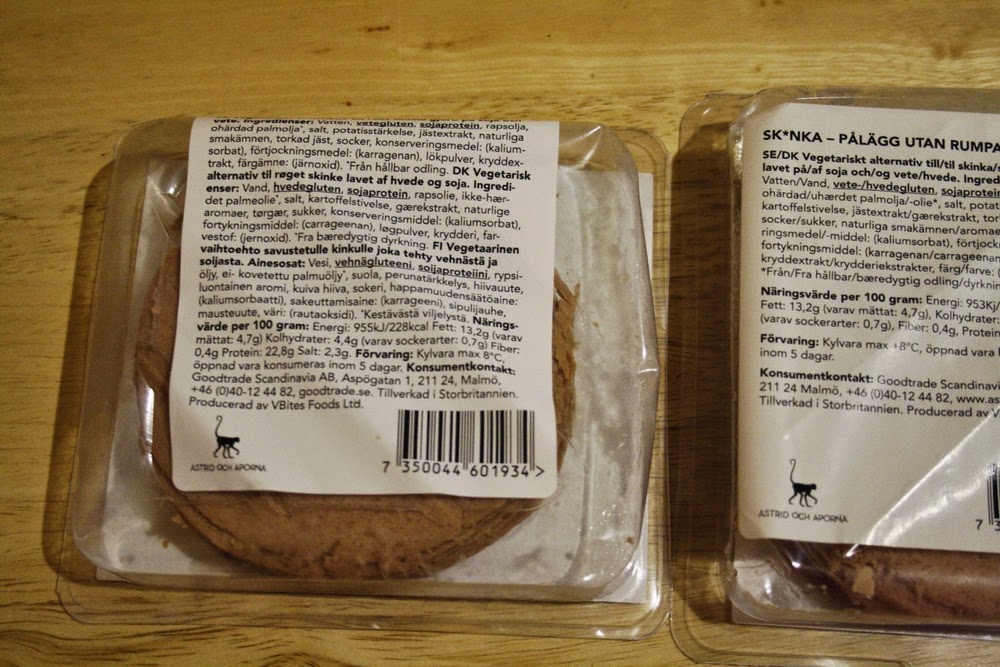 vete. Ingredienser: Vatten, vetegluten, sojaprotein, rapsolja,
ohärdad palmolja*, salt, potatisstärkelse, jästextrakt, naturliga
smakämnen, torkad jäst, socker, konserveringsmedel: (kalium-
sorbat), förtjockningsmedel: (karragenan), lökpulver, kryddex-
trakt, färgämne: (järnoxid). *Från hållbar odling. DK Vegetarisk
alternativ til røget skinke lavet af hvede og soja. Ingredi-
enser: Vand, hvedegluten, sojaprotein, rapsolie, ikke-hær-
det palmeolie*, salt, kartoffelstivelse, gærekstrakt, naturlige
aromaer, tørgær, sukker, konserveringsmiddel: (kaliumsorbat),
fortykningsmiddel: (carrageenan), løgpulver, krydderi, far-
vestof: (jernoxid). *Fra bæredygtig dyrkning. FI Vegetaarinen
vaihtoehto savustetulle kinkulle joka tehty vehnästä ja
soijasta. Ainesosat: Vesi, vehnägluteeni, soijaproteiini, rypsi-
öljy, ei- kovetettu palmuöljy*, suola, perunatärkkelys, hiivauute,
luontainen aromi, kuiva hiiva, sokeri, happamuudensäätöaine:
(kaliumsorbaatti), sakeuttamisaine: (karrageeni), sipulijauhe,
mausteuute, väri: (rautaoksidi). *Kestävästä viljelystä. Närings-
värde per 100 gram: Energi: 955kJ/228kcal Fett: 13,2g (varav
mättat: 4,7g) Kolhydrater: 4,4g (varav sockerarter: 0,7g) Fiber:
0,4g Protein: 22,8g Salt: 2,3g. Förvaring: Kylvara max 8°C,
öppnad vara konsumeras inom 5 dagar. Konsumentkontakt:
Goodtrade Scandinavia AB, Aspögatan 1, 211 24, Malmö,
+46 (0)40-12 44 82, goodtrade.se. Tillverkad i Storbritannien.
Producerad av VBites Foods Ltd.
ASTRID OCH APORNA
7 350044 601934 >
SK*NKA – PÅLÄGG UTAN RUMPA
SE/DK Vegetariskt alternativ till/til skinka/
lavet på/af soja och/og vete/hvede.
Vatten/Vand, vete-/hvedegluten, sojaprotein
ohärdad/uhærdet palmolja/-olie*, salt,
kartoffelstivelse, jästextrakt/gærekstrakt,
socker/sukker, naturliga smakämnen/
ringsmedel/-middel: (kaliumsorbat),
fortykningsmiddel: (karragenan/carrageenan
kryddextrakt/krydderiekstrakter, färg/farve:
*Från/Fra hållbar/bæredygtig odling/
Näringsvärde per 100 gram: Energi: 953Kj/
Fett: 13,2g (varav mättat: 4,7g),
(varav sockerarter: 0,7g), Fiber: 0,4g, Protein
Förvaring: Kylvara max +8°C, öppnad vara
inom 5 dagar.
Konsumentkontakt: Goodtrade Scandinavia
211 24 Malmö, +46 (0)40-12 44 82,
Tillverkad i Storbritannien. Producerad av
ASTRID OCH APORNA
7